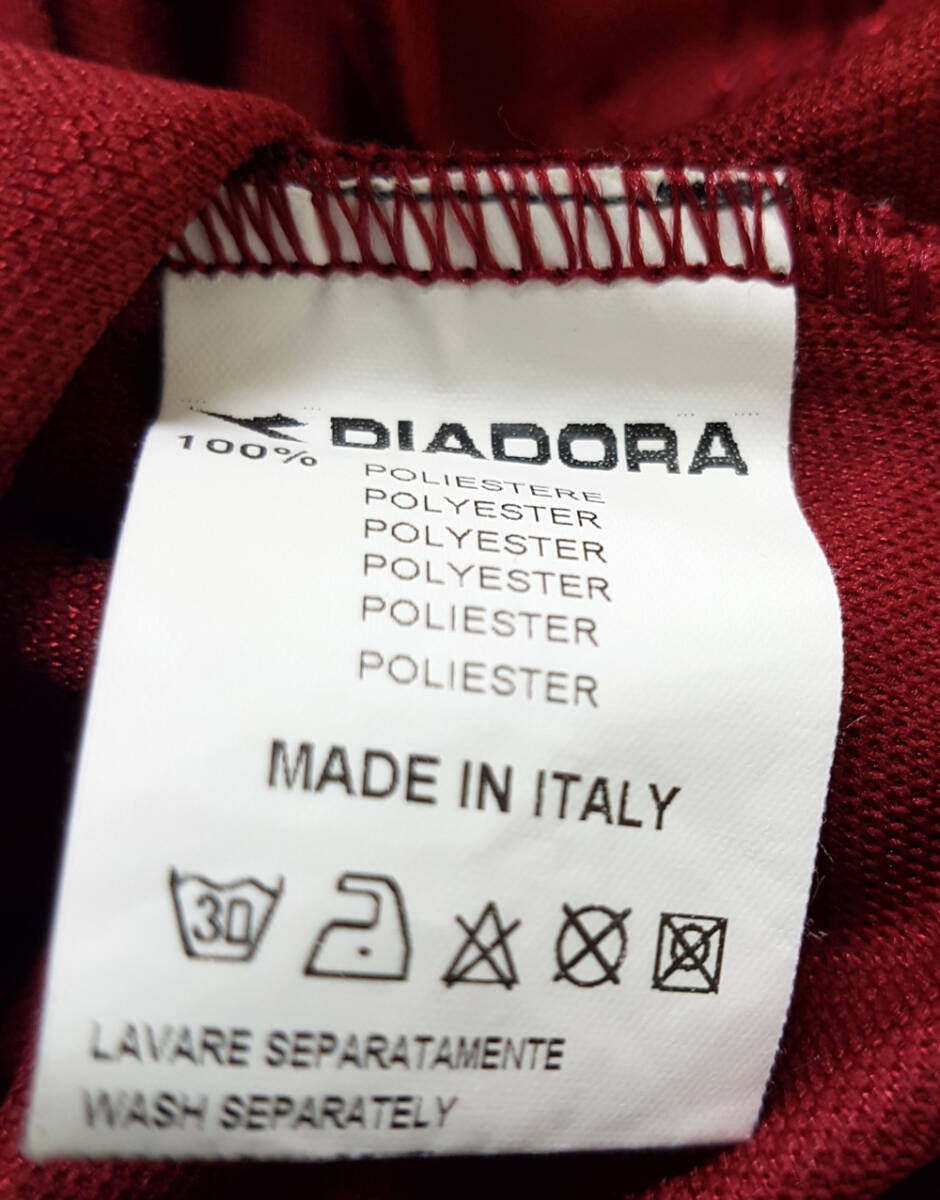 DIADORA
100%
POLIESTERE
POLYESTER
POLYESTER
POLYESTER
POLIESTER
POLIESTER
MADE IN ITALY
30
LAVARE SEPARATAMENTE
WASH SEPARATELY